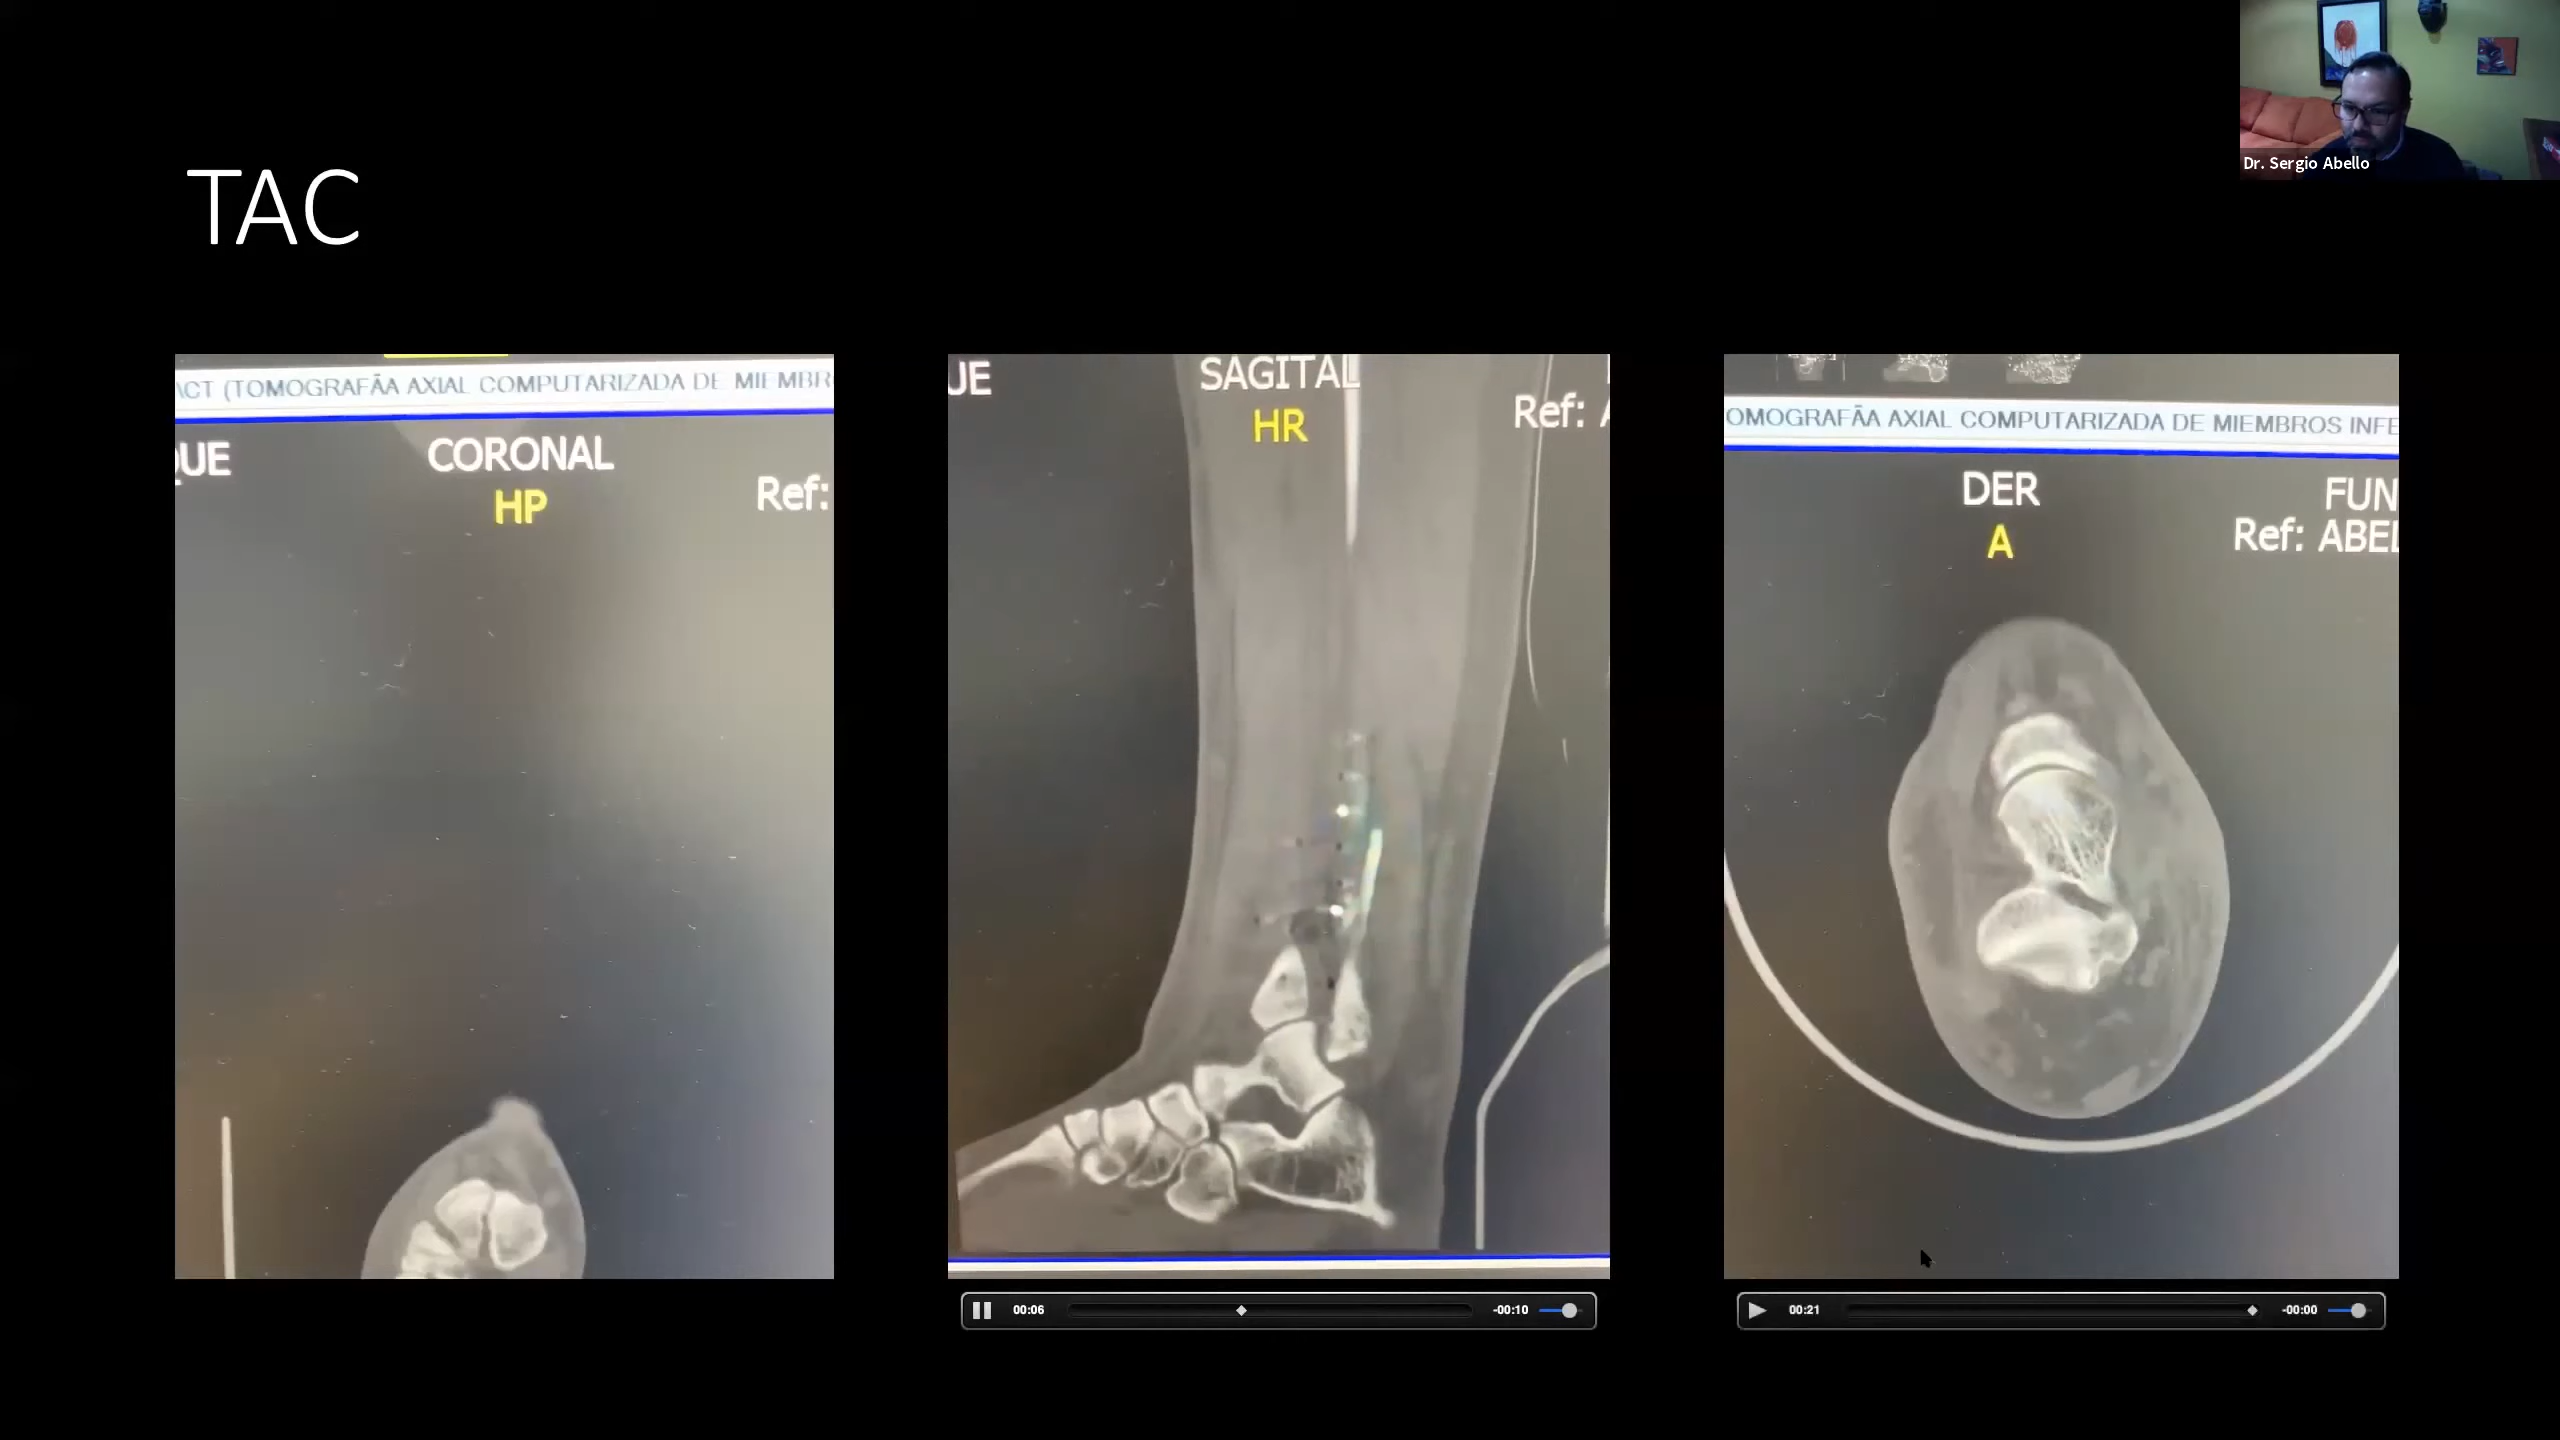 Dr. Sergio Abello
TAC
ACT (TOMOGRAFÃA AXIAL COMPUTARIZADA DE MIEMBR
QUE
CORONAL
HP
Ref:
UE
SAGITAL
HR
Ref: A
00:06
-00:10
OMOGRAFÃA AXIAL COMPUTARIZADA DE MIEMBROS INFE
DER
A
FUN
Ref: ABEL
00:21
-00:00